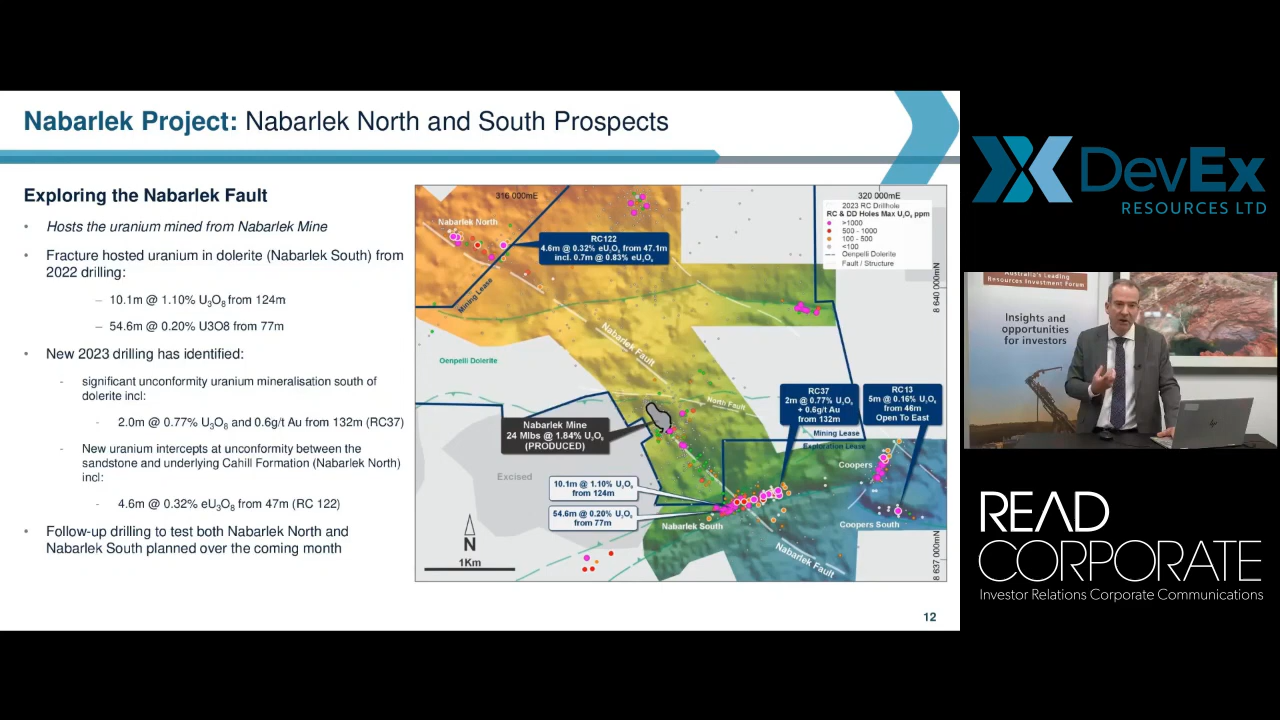 Nabarlek Project: Nabarlek North and South Prospects
Exploring the Nabarlek Fault
• Hosts the uranium mined from Nabarlek Mine
• Fracture hosted uranium in dolerite (Nabarlek South) from
2022 drilling:
– 10.1m @ 1.10% U3O8 from 124m
– 54.6m @ 0.20% U3O8 from 77m
• New 2023 drilling has identified:
- significant unconformity uranium mineralisation south of
dolerite incl:
- 2.0m @ 0.77% U3O8 and 0.6g/t Au from 132m (RC37)
- New uranium intercepts at unconformity between the
sandstone and underlying Cahill Formation (Nabarlek North)
incl:
- 4.6m @ 0.32% eU3O8 from 47m (RC 122)
• Follow-up drilling to test both Nabarlek North and
Nabarlek South planned over the coming month
316 000mE
320 000mE
2023 RC Drillhole
RC & DD Holes Max U3O8 ppm
>1000
500 - 1000
100 - 500
<100
Oenpelli Dolerite
Fault / Structure
8 640 000mN
Nabarlek North
RC122
4.6m @ 0.32% eU3O8 from 47.1m
incl. 0.7m @ 0.83% eU3O8
Mining Lease
Nabarlek Fault
Oenpelli Dolerite
North Fault
RC37
2m @ 0.77% U3O8
+ 0.6g/t Au
from 132m
RC13
5m @ 0.16% U3O8
from 46m
Open To East
Nabarlek Mine
24 Mlbs @ 1.84% U3O8
(PRODUCED)
Mining Lease
Exploration Lease
Excised
Coopers
10.1m @ 1.10% U3O8
from 124m
54.6m @ 0.20% U3O8
from 77m
Nabarlek South
Coopers South
Nabarlek Fault
N
1Km
8 637 000mN
12
DevEx
RESOURCES LTD
Australia's Leading
Resources Investment Forum
Insights and
opportunities
for investors
READ
CORPORATE
Investor Relations Corporate Communications